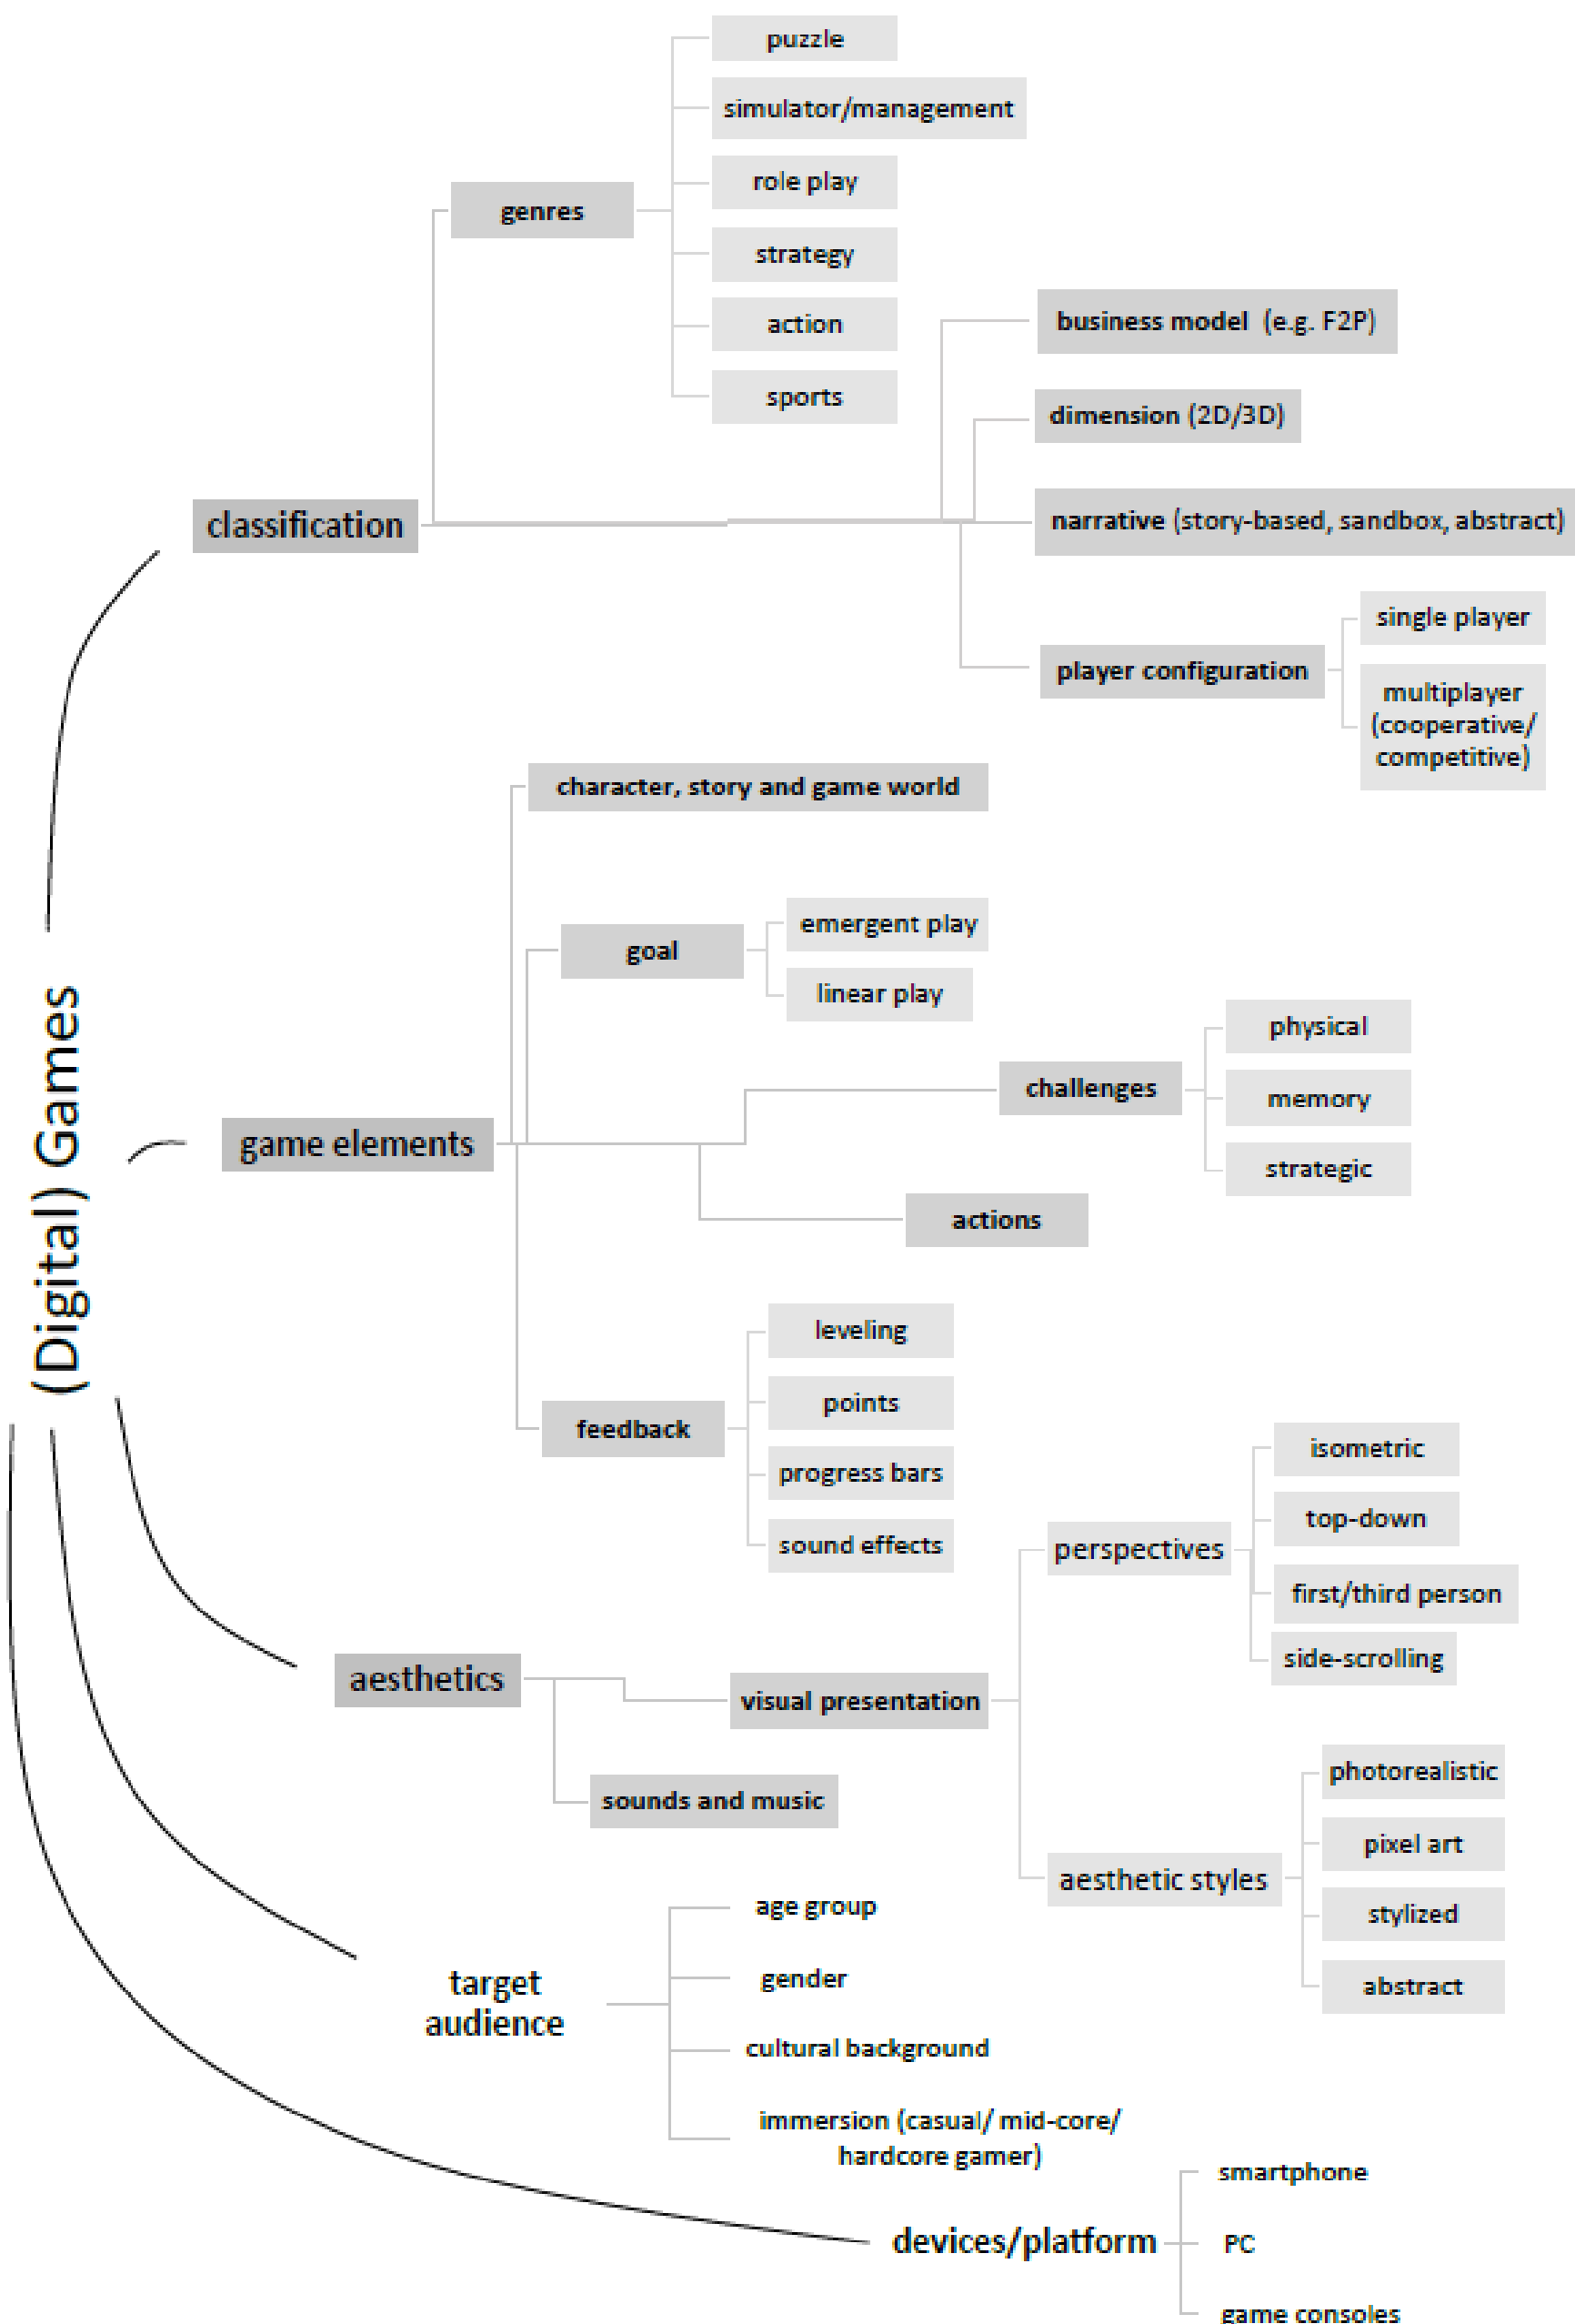 (Digital) Games
classification
genres
puzzle
simulator/management
role play
strategy
action
sports
business model (e.g. F2P)
dimension (2D/3D)
narrative (story-based, sandbox, abstract)
player configuration
single player
multiplayer
(cooperative/
competitive)
game elements
character, story and game world
goal
emergent play
linear play
challenges
physical
memory
strategic
actions
feedback
leveling
points
progress bars
sound effects
aesthetics
visual presentation
perspectives
isometric
top-down
first/third person
side-scrolling
aesthetic styles
photorealistic
pixel art
stylized
abstract
sounds and music
target
audience
age group
gender
cultural background
immersion (casual/ mid-core/
hardcore gamer)
devices/platform
smartphone
PC
game consoles